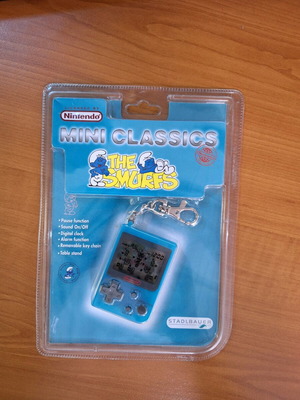 Nintendo
MINI CLASSICS
THE
SMURFS
• Pause function
• Sound On/Off
• Digital clock
• Alarm function
• Removable key chain
• Table stand
STADLBAUER